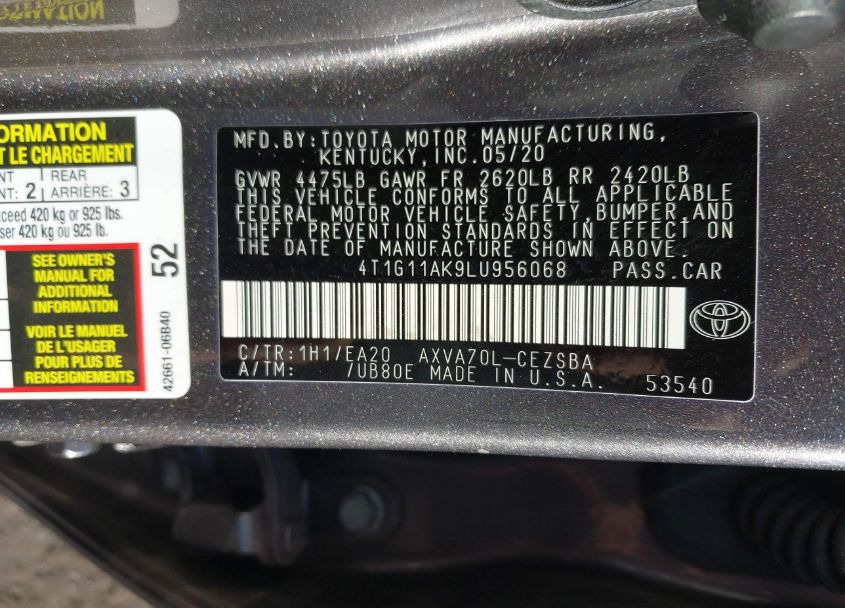 ORMATION
T LE CHARGEMENT
NT REAR
NT: 2 ARRIÈRE: 3
xceed 420 kg or 925 lbs.
ser 420 kg ou 925 lb.
SEE OWNER'S
MANUAL FOR
ADDITIONAL
INFORMATION
VOIR LE MANUEL
DE L'USAGER
POUR PLUS DE
RENSEIGNEMENTS
52
42661-06B40
MFD.BY:TOYOTA MOTOR MANUFACTURING,
KENTUCKY,INC.05/20
GVWR 4475LB GAWR FR 2620LB RR 2420LB
THIS VEHICLE CONFORMS TO ALL APPLICABLE
FEDERAL MOTOR VEHICLE SAFETY,BUMPER,AND
THEFT PREVENTION STANDARDS IN EFFECT ON
THE DATE OF MANUFACTURE SHOWN ABOVE.
4T1G11AK9LU956068 PASS.CAR
C/TR:1H1/EA20 AXVA70L-CEZSBA
A/TM: 7UB80E MADE IN U.S.A. 53540